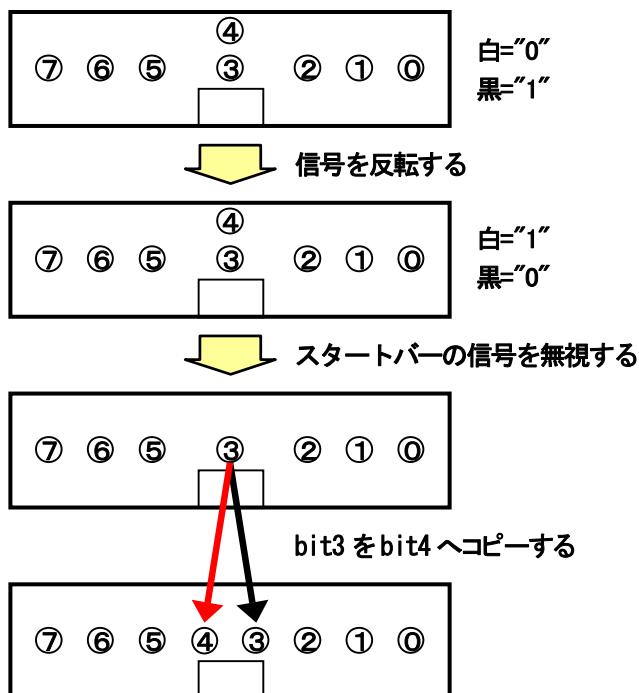 ④
⑦ ⑥ ⑤ ③ ② ① ⓪
白="0"
黒="1"
信号を反転する
④
⑦ ⑥ ⑤ ③ ② ① ⓪
白="1"
黒="0"
スタートバーの信号を無視する
⑦ ⑥ ⑤ ③ ② ① ⓪
bit3をbit4へコピーする
⑦ ⑥ ⑤ ④ ③ ② ① ⓪